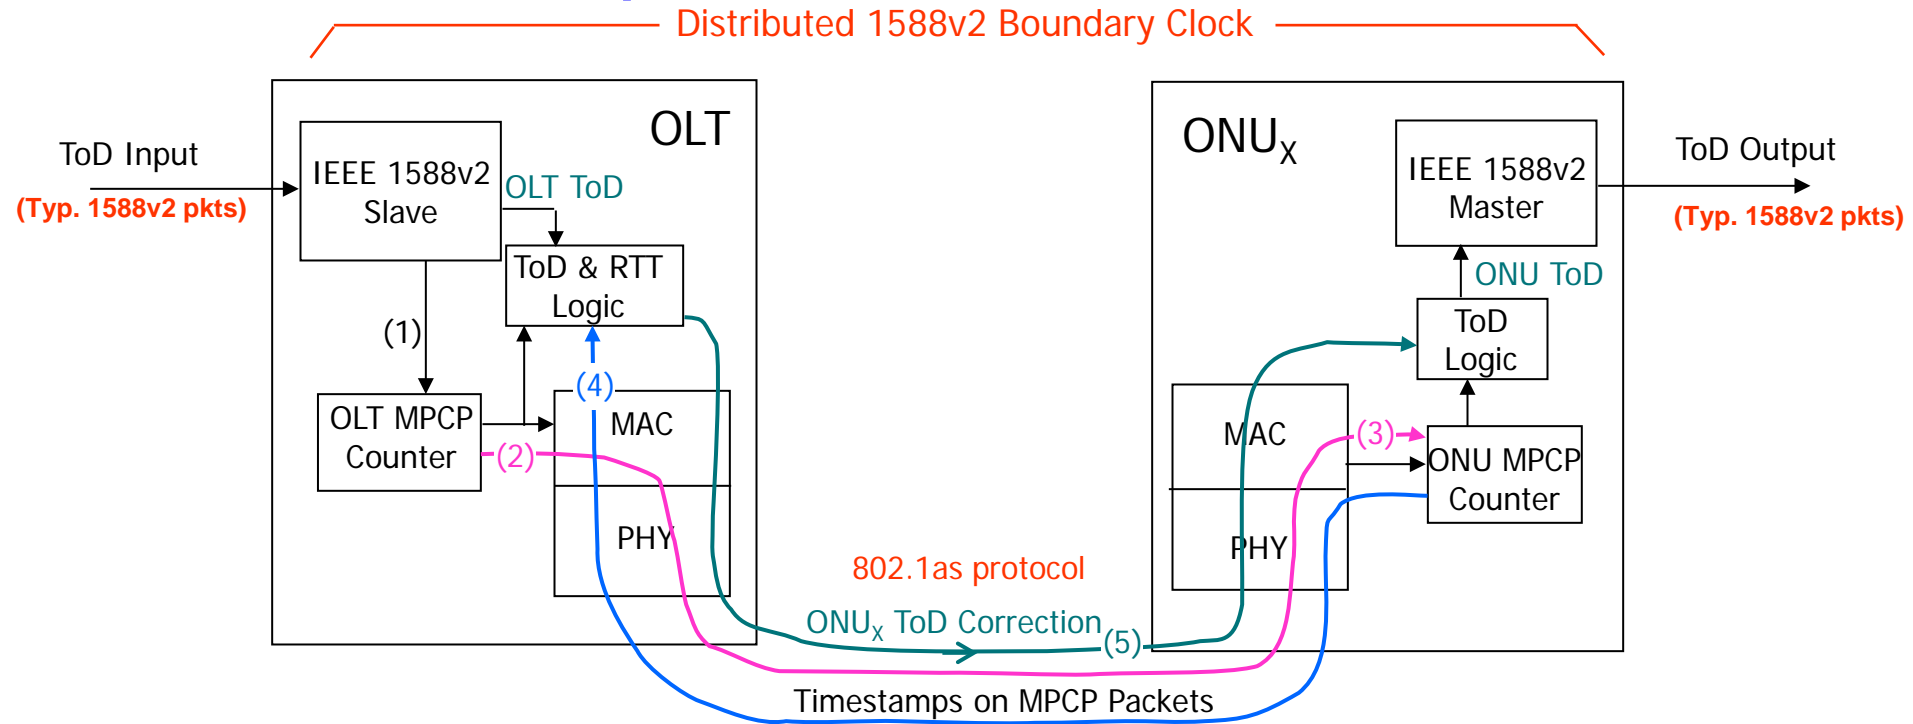 Distributed 1588v2 Boundary Clock
ToD Input
(Typ. 1588v2 pkts)
OLT
IEEE 1588v2
Slave
OLT ToD
ToD & RTT
Logic
(1)
(4)
OLT MPCP
Counter
(2)
MAC
PHY
802.1as protocol
ONUX ToD Correction
(5)
Timestamps on MPCP Packets
ONUX
IEEE 1588v2
Master
ToD Output
(Typ. 1588v2 pkts)
ONU ToD
ToD
Logic
MAC
PHY
(3)
ONU MPCP
Counter